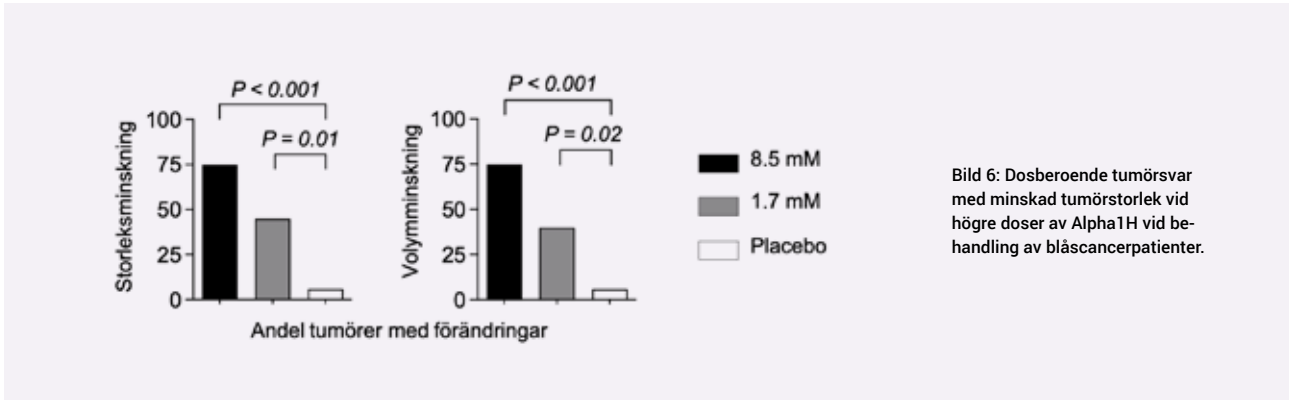 P < 0.001
P = 0.01
Storleksminskning
100
75
50
25
0
P < 0.001
P = 0.02
Volymminskning
100
75
50
25
0
Andel tumörer med förändringar
8.5 mM
1.7 mM
Placebo
Bild 6: Dosberoende tumörsvar
med minskad tumörstorlek vid
högre doser av Alpha1H vid be-
handling av blåscancerpatienter.